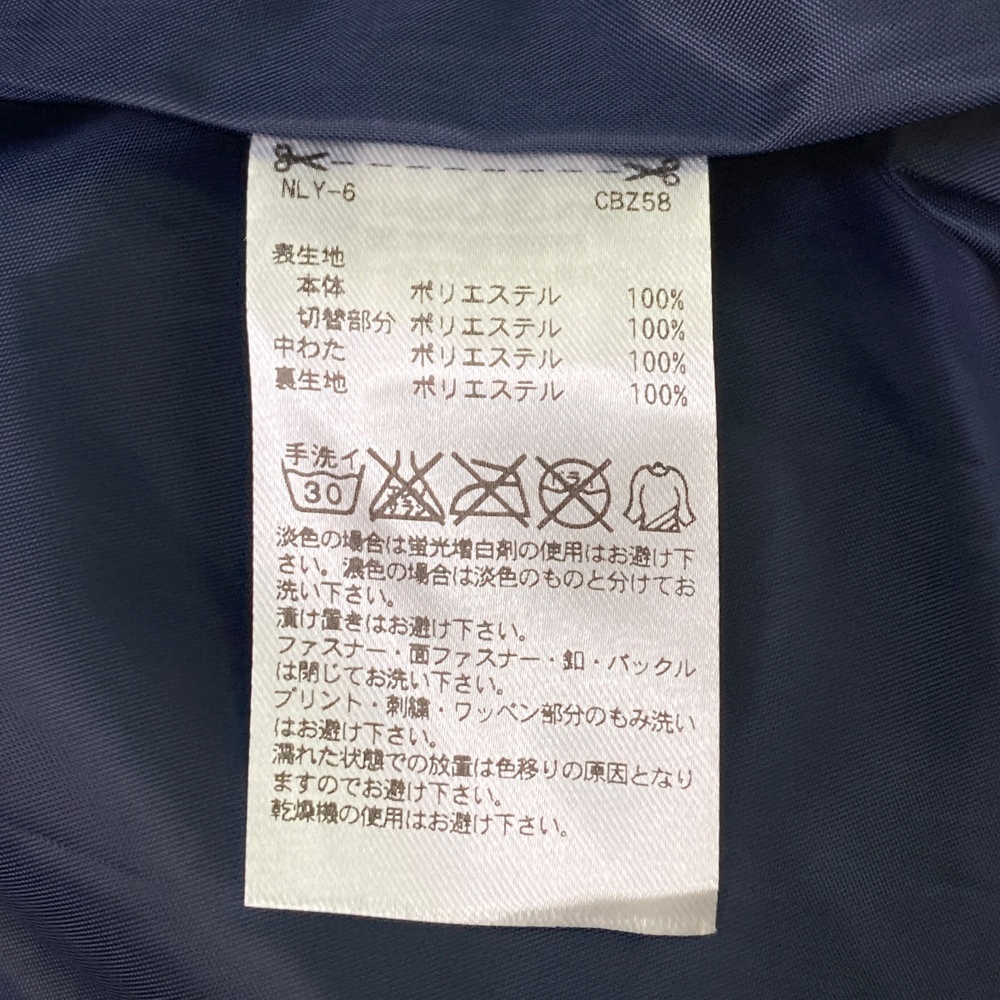 NLY-6 CBZ58
表生地
本体 ポリエステル 100%
切替部分 ポリエステル 100%
中わた ポリエステル 100%
裏生地 ポリエステル 100%
手洗イ
30
エンソ
サラシ
ドライ
淡色の場合は蛍光増白剤の使用はお避け下
さい。濃色の場合は淡色のものと分けてお
洗い下さい。
漬け置きはお避け下さい。
ファスナー・面ファスナー・釦・バックル
は閉じてお洗い下さい。
プリント・刺繍・ワッペン部分のもみ洗い
はお避け下さい。
濡れた状態での放置は色移りの原因となり
ますのでお避け下さい。
乾燥機の使用はお避け下さい。